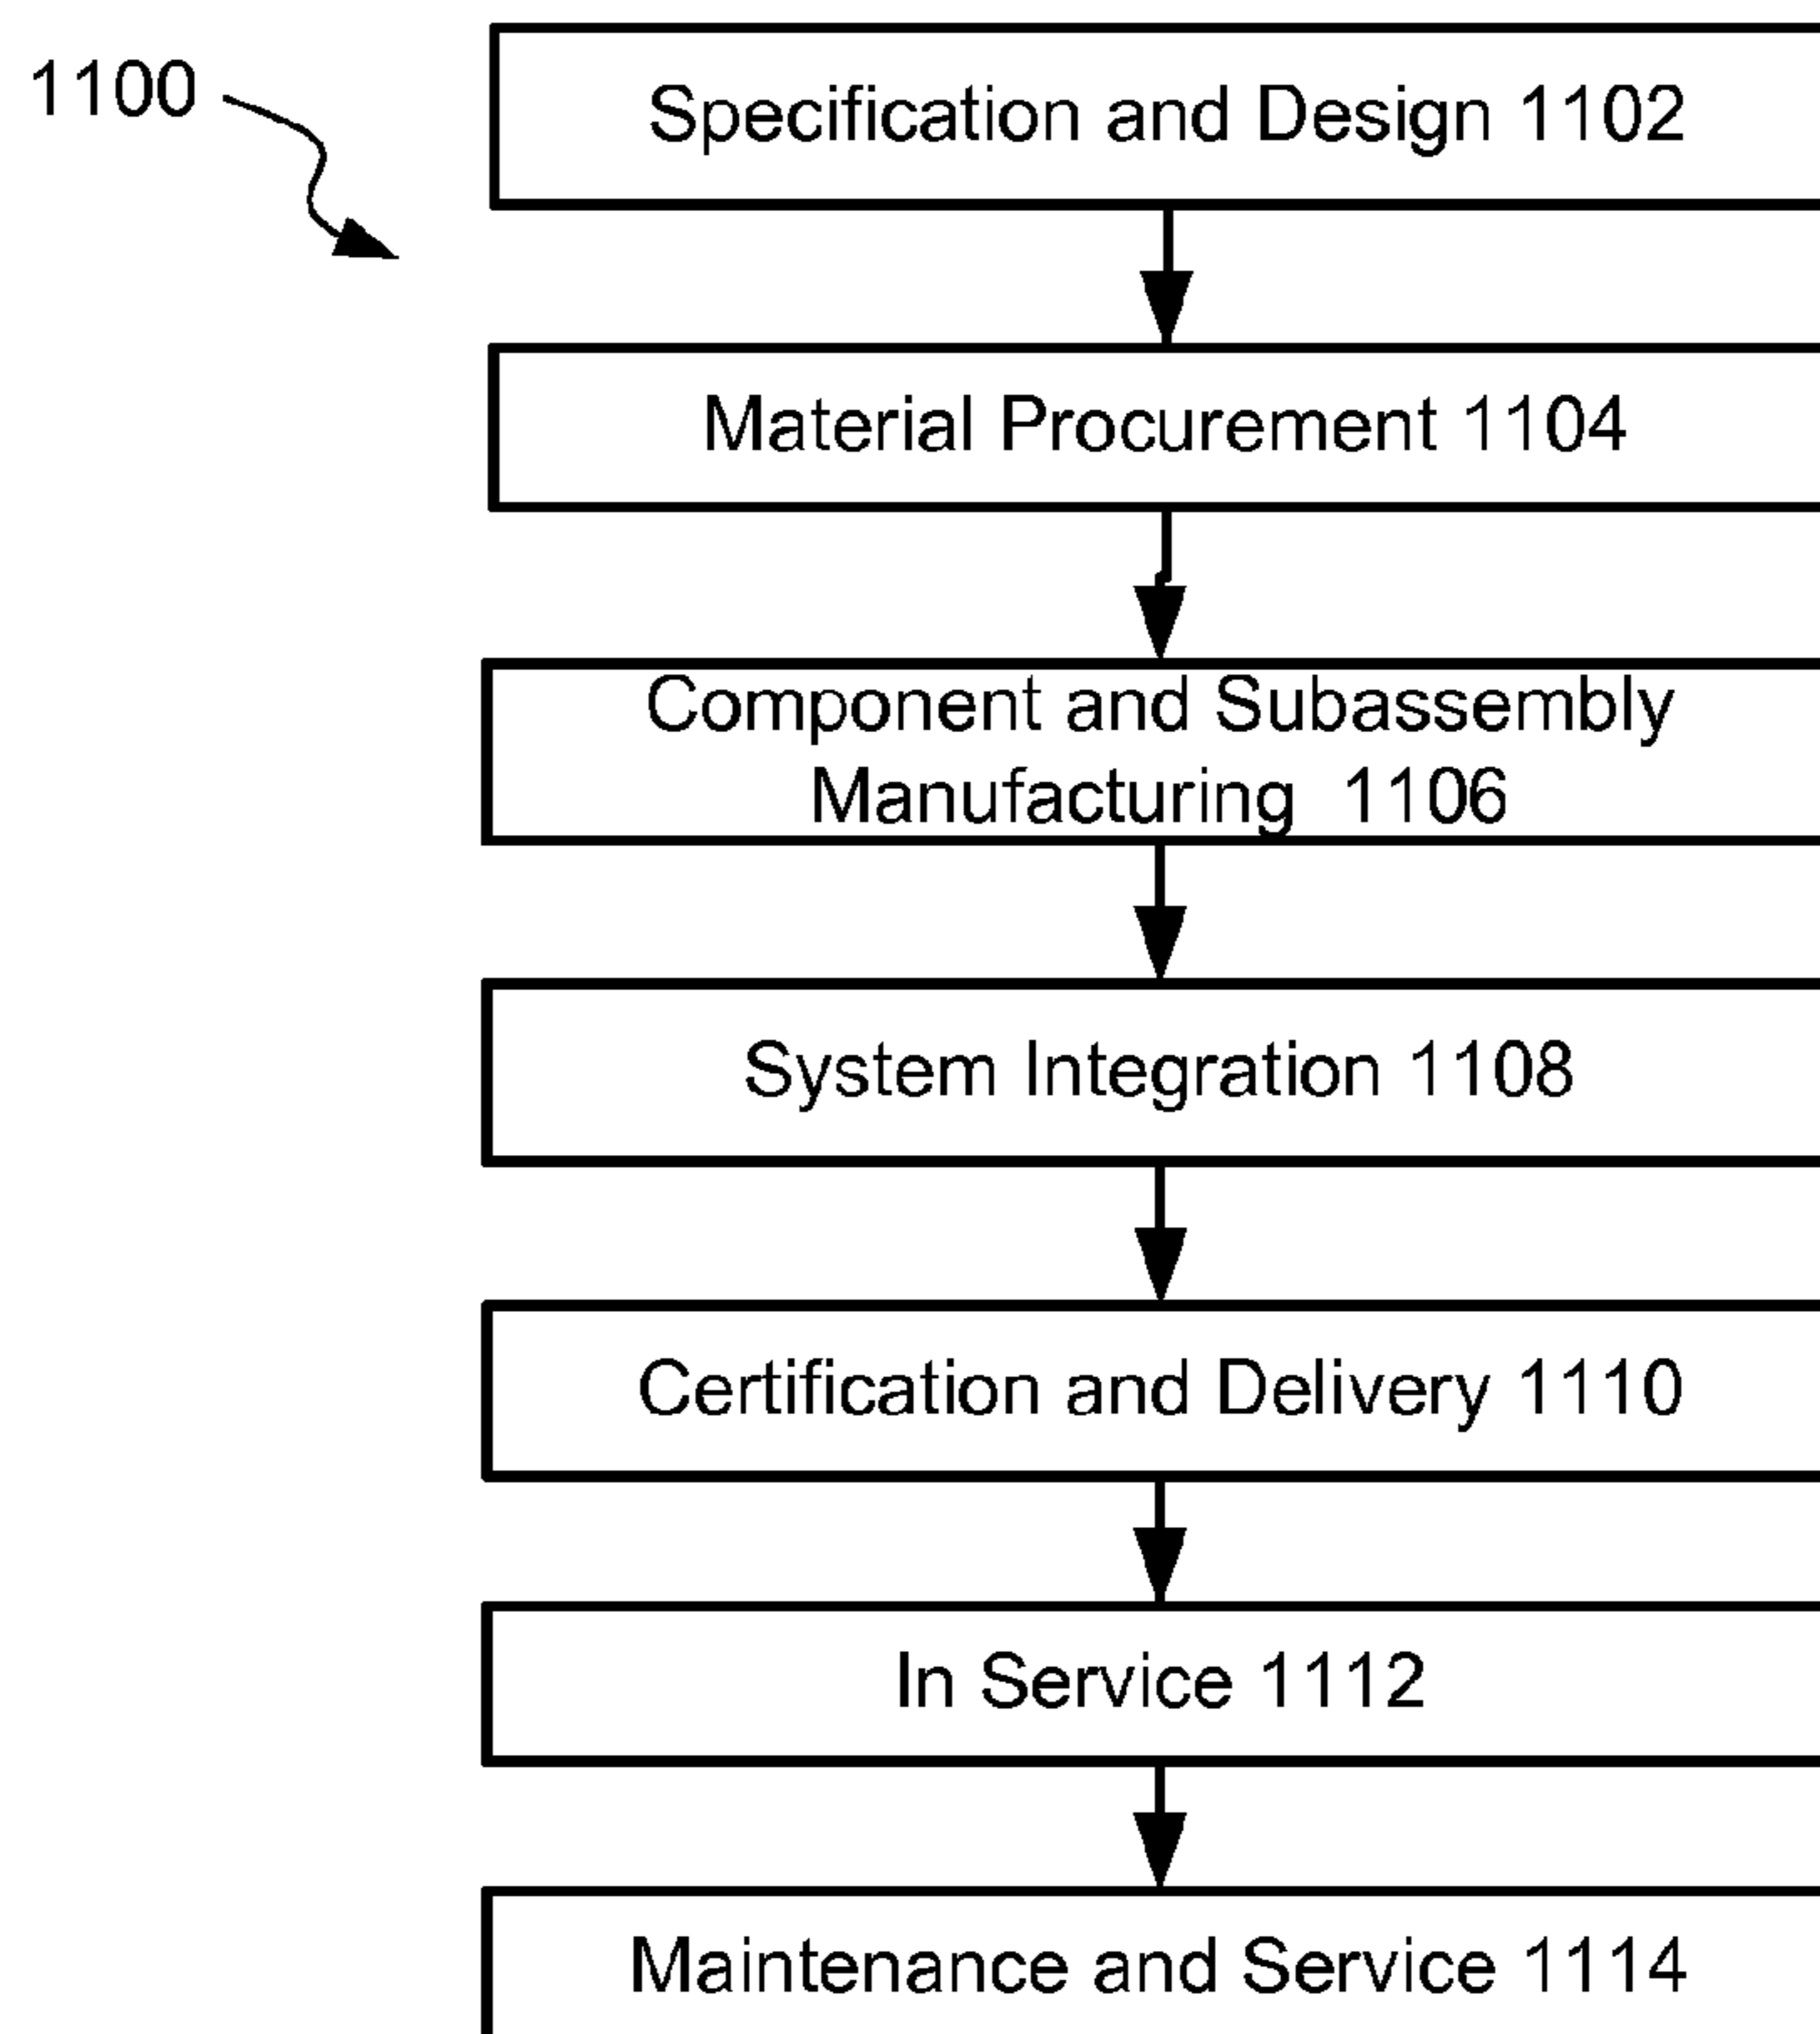 1100
Specification and Design 1102
Material Procurement 1104
Component and Subassembly
Manufacturing 1106
System Integration 1108
Certification and Delivery 1110
In Service 1112
Maintenance and Service 1114